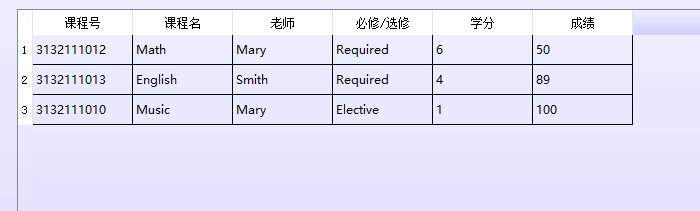 课程号 课程名 老师 必修/选修 学分 成绩
1 3132111012 Math Mary Required 6 50
2 3132111013 English Smith Required 4 89
3 3132111010 Music Mary Elective 1 100